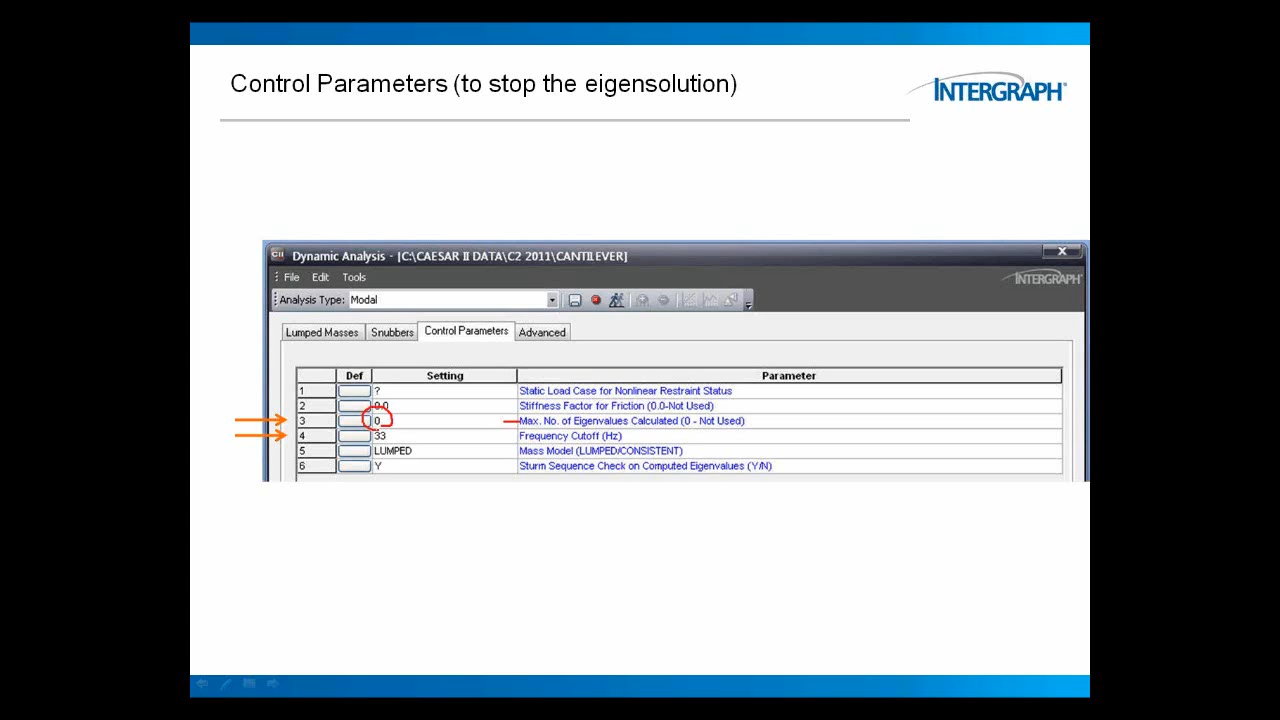 Control Parameters (to stop the eigensolution)
INTERGRAPH
CII Dynamic Analysis - [C:\CAESAR II DATA\C2 2011\CANTILEVER]
File Edit Tools
INTERGRAPH
Analysis Type: Modal
Lumped Masses Snubbers Control Parameters Advanced
Def Setting Parameter
1 ? Static Load Case for Nonlinear Restraint Status
2 0.0 Stiffness Factor for Friction (0.0-Not Used)
3 0 Max. No. of Eigenvalues Calculated (0 - Not Used)
4 33 Frequency Cutoff (Hz)
5 LUMPED Mass Model (LUMPED/CONSISTENT)
6 Y Sturm Sequence Check on Computed Eigenvalues (Y/N)